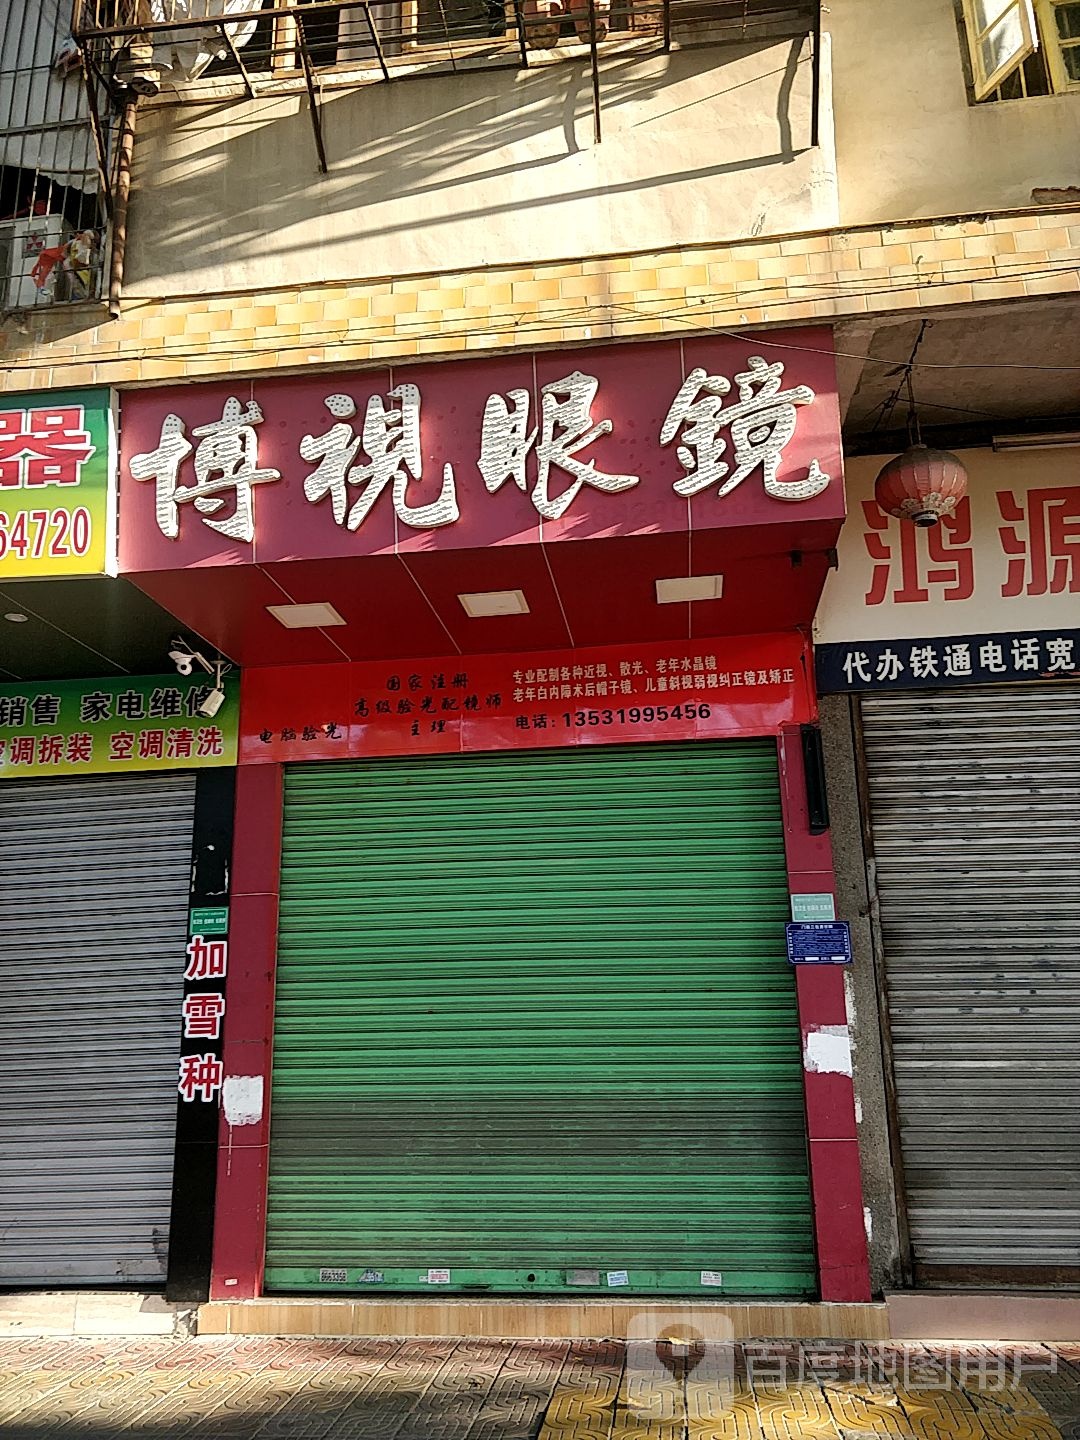 博視眼鏡
器
64720
鸿源
代办铁通电话宽
销售 家电维修
空调拆装 空调清洗
电脑验光
国家注册
高级验光配镜师
主理
专业配制各种近视、散光、老年水晶镜
老年白内障术后帽子镜、儿童斜视弱视纠正镜及矫正
电话：13531995456
加雪种
8663358
百度地图用户